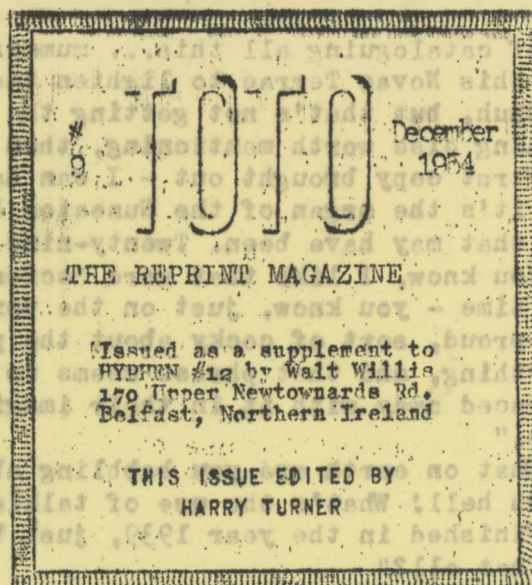 # 9
TOTO
December 1954
THE REPRINT MAGAZINE
"Issued as a supplement to
HYPHEN #12 by Walt Willis
170 Upper Newtownards Rd.
Belfast, Northern Ireland
THIS ISSUE EDITED BY
HARRY TURNER